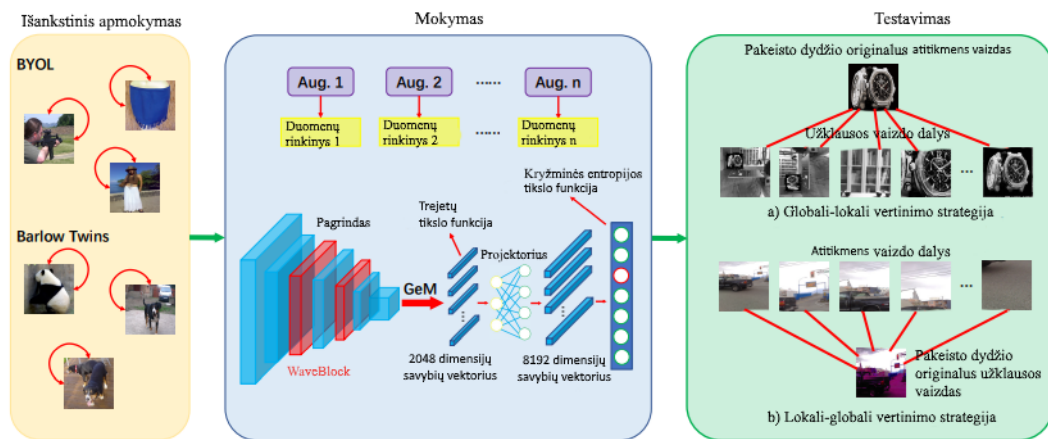 Išankstinis apmokymas
Mokymas
Testavimas
BYOL
Barlow Twins
Aug. 1
Aug. 2
......
Aug. n
Duomenų
rinkinys 1
Duomenų
rinkinys 2
......
Duomenų
rinkinys n
Kryžminės entropijos
tikslo funkcija
Trejetų
tikslo funkcija
Pagrindas
Projektorius
GeM
WaveBlock
2048 dimensijų
savybių vektorius
8192 dimensijų
savybių vektorius
Pakeisto dydžio originalus atitikmens vaizdas
Užklausos vaizdo dalys
...
a) Globali-lokali vertinimo strategija
Atitikmens vaizdo dalys
...
Pakeisto dydžio
originalus užklausos
vaizdas
b) Lokali-globali vertinimo strategija